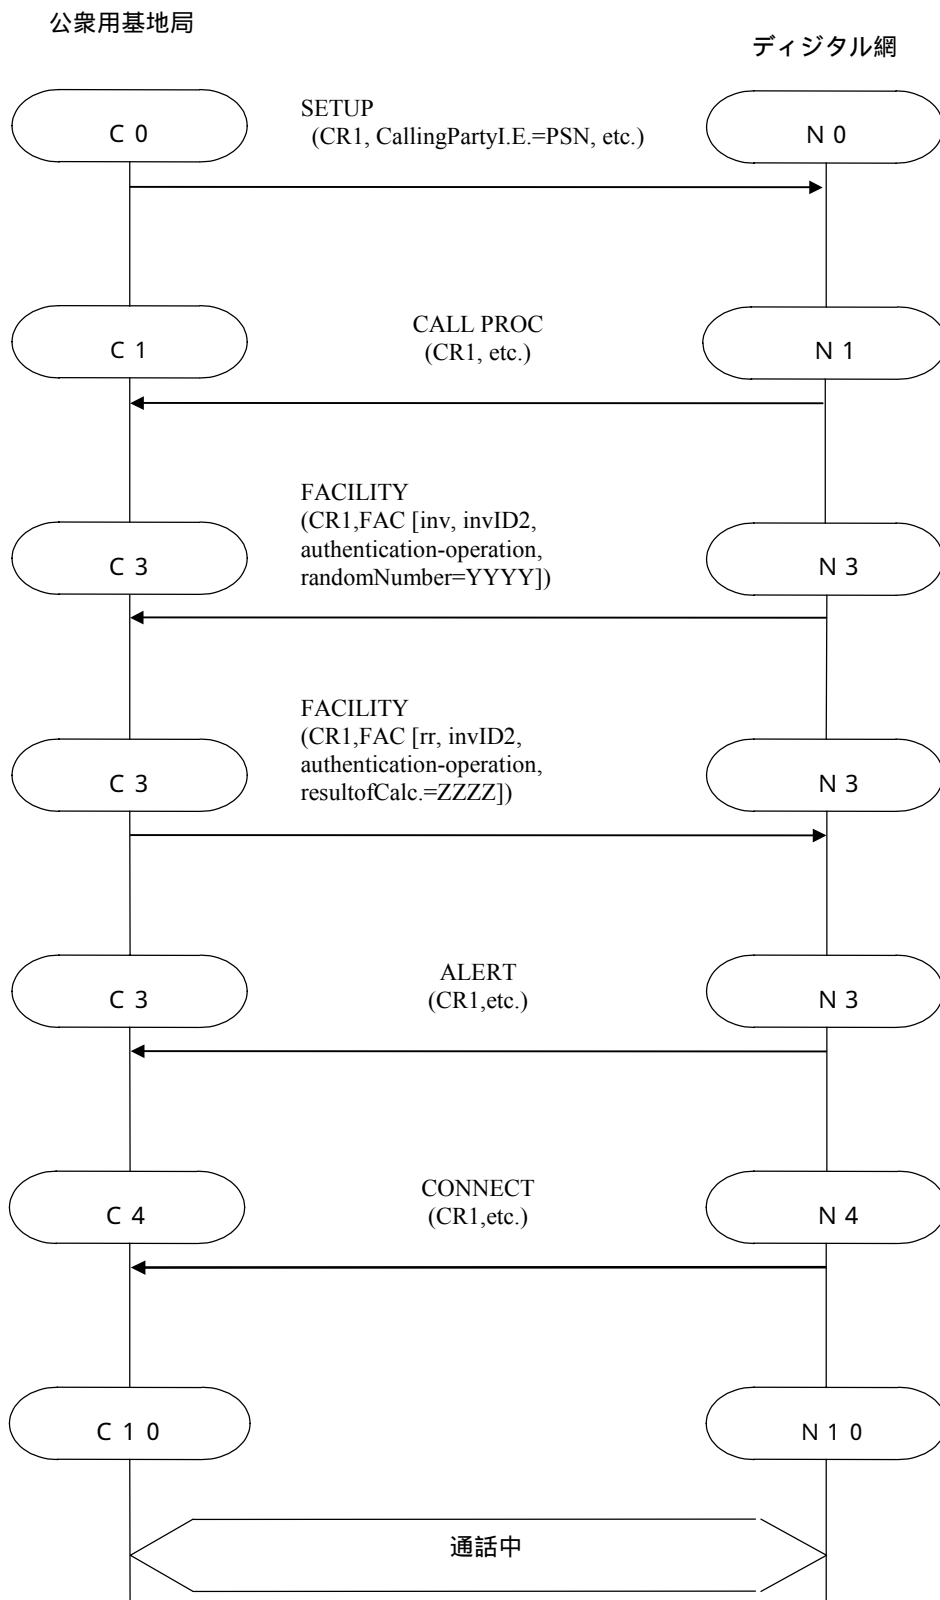 公衆用基地局
ディジタル網
C 0
SETUP
(CR1, CallingPartyI.E.=PSN, etc.)
N 0
C 1
CALL PROC
(CR1, etc.)
N 1
FACILITY
(CR1,FAC [inv, invID2,
authentication-operation,
randomNumber=YYYY])
C 3
N 3
FACILITY
(CR1,FAC [rr, invID2,
authentication-operation,
resultofCalc.=ZZZZ])
C 3
N 3
ALERT
(CR1,etc.)
C 3
N 3
CONNECT
(CR1,etc.)
C 4
N 4
C 1 0
N 1 0
通話中